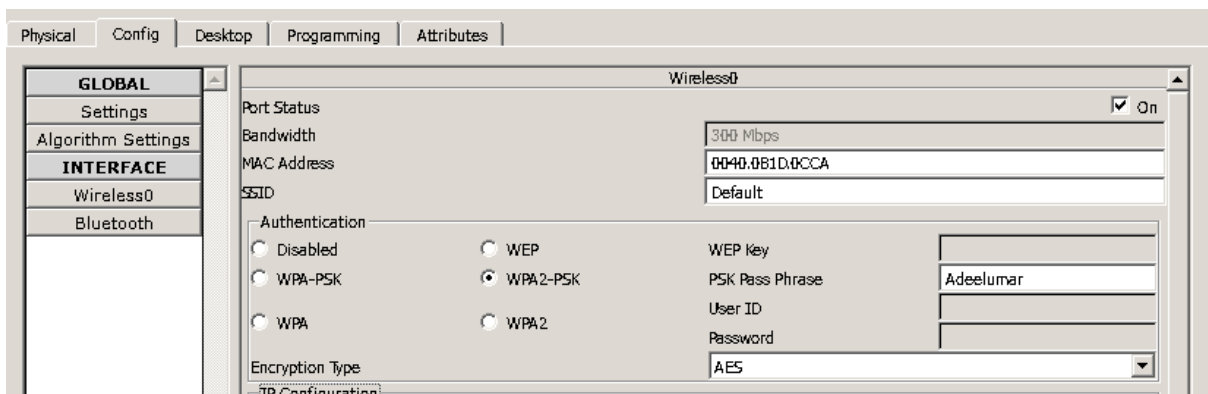 Physical Config Desktop Programming Attributes
GLOBAL
Settings
Algorithm Settings
INTERFACE
Wireless0
Bluetooth
Wireless0
Port Status On
Bandwidth 300 Mbps
MAC Address 0040.0B1D.0CCA
SSID Default
Authentication
Disabled WEP WEP Key
WPA-PSK WPA2-PSK PSK Pass Phrase Adeelumar
User ID
WPA WPA2
Password
Encryption Type AES
IP Configuration